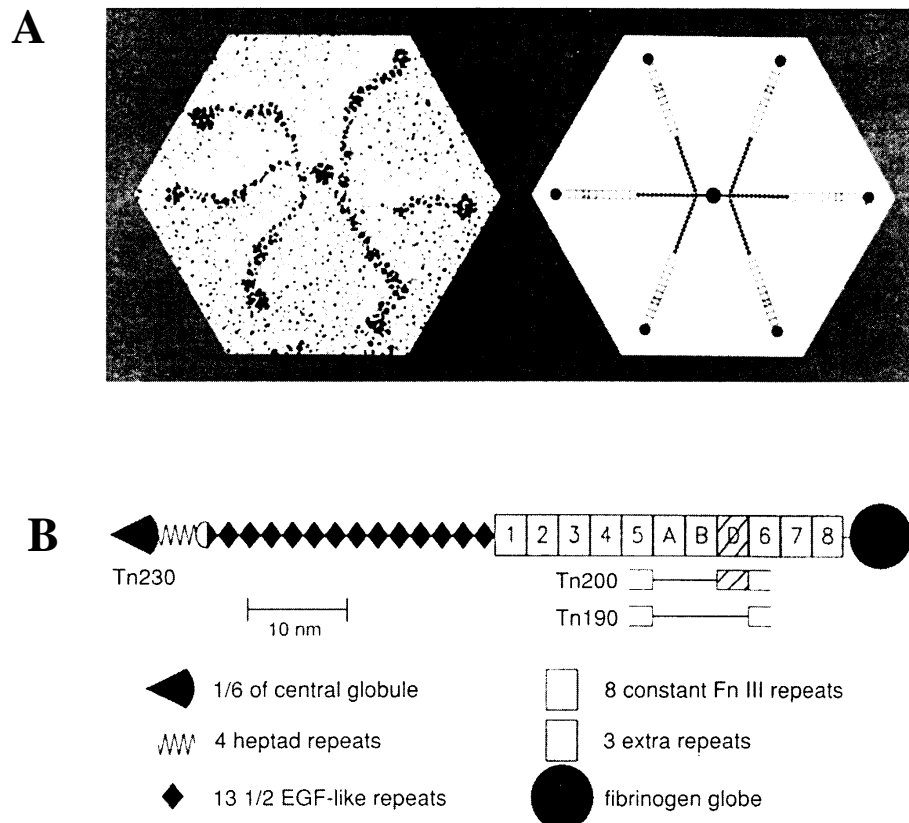 A
B
1 2 3 4 5 A B D 6 7 8
Tn230
Tn200
Tn190
10 nm
1/6 of central globule
8 constant Fn III repeats
4 heptad repeats
3 extra repeats
13 1/2 EGF-like repeats
fibrinogen globe